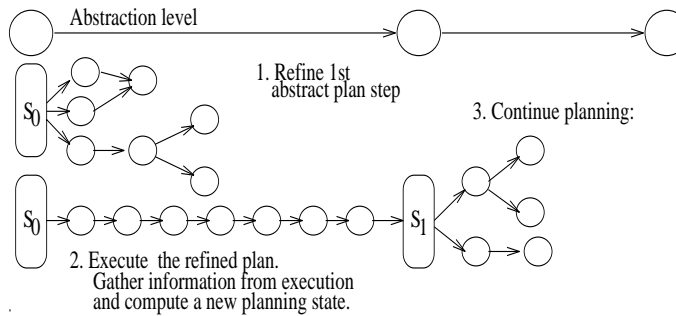 Abstraction level
1. Refine 1st
abstract plan step
S0
3. Continue planning:
S0
S1
2. Execute the refined plan.
Gather information from execution
and compute a new planning state.